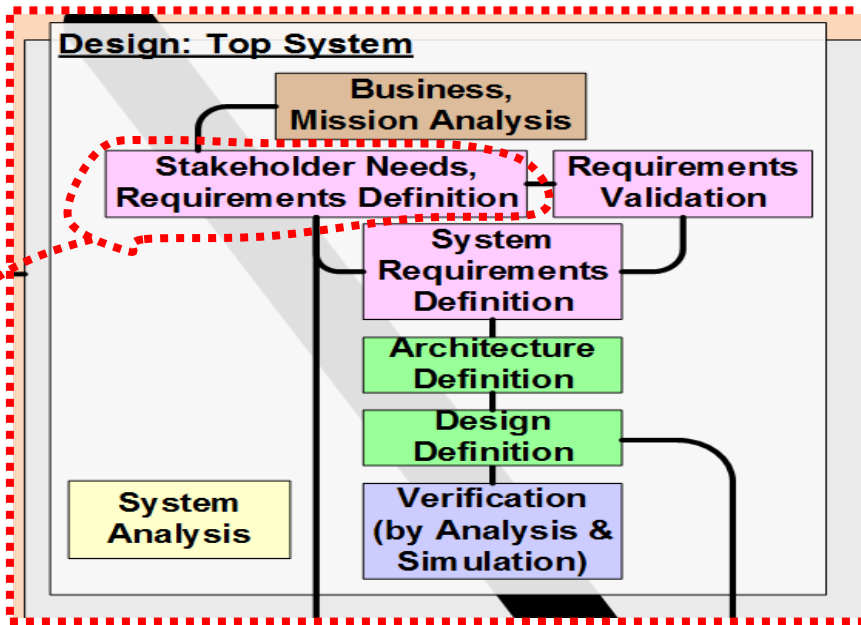 Design: Top System
Business,
Mission Analysis
Stakeholder Needs,
Requirements Definition
Requirements
Validation
System
Requirements
Definition
Architecture
Definition
Design
Definition
System
Analysis
Verification
(by Analysis &
Simulation)